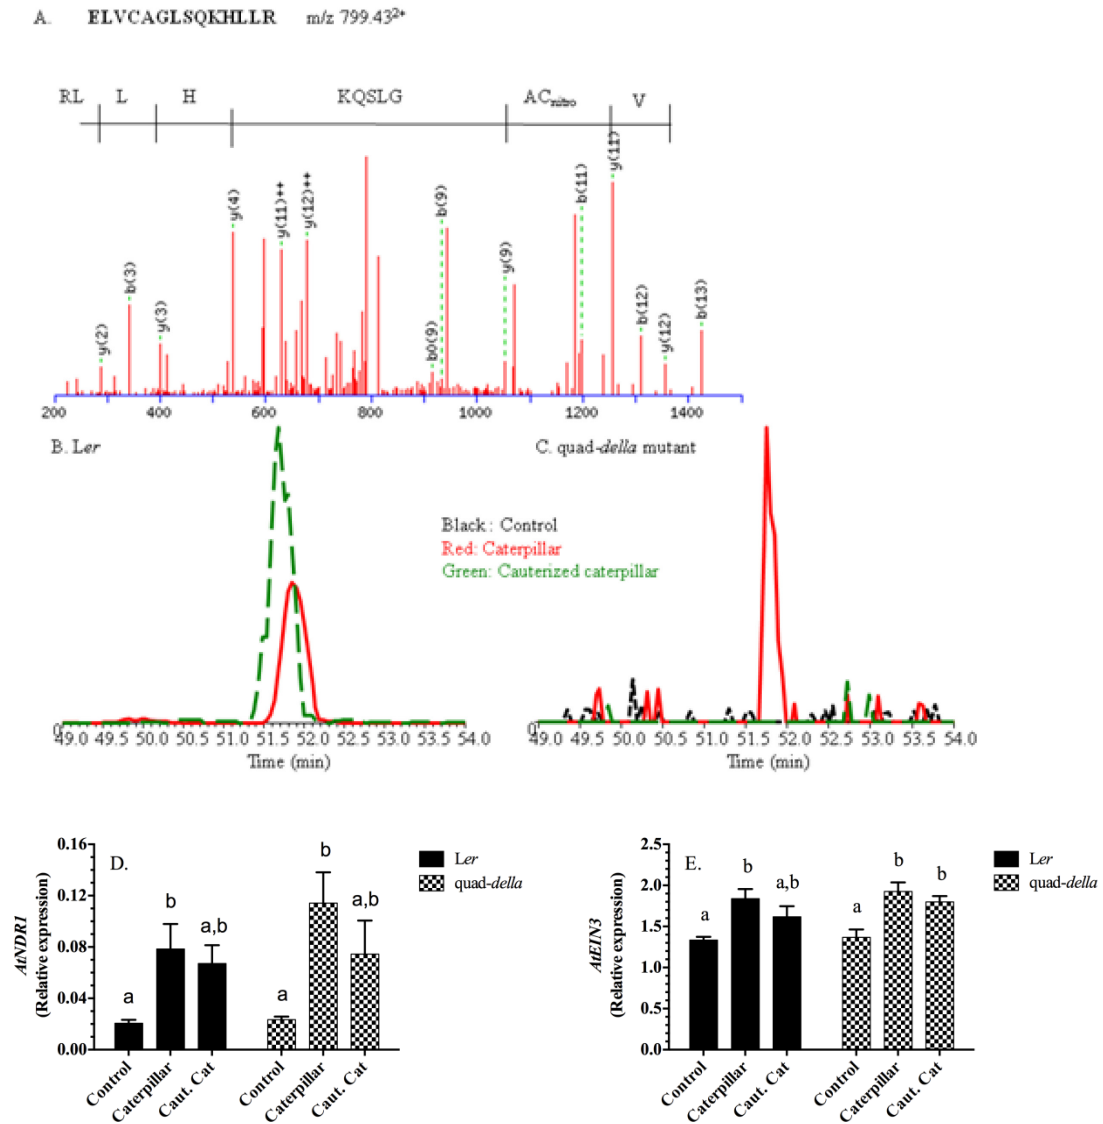 A. ELVCAGLSQKHLLR m/z 799.43²⁺
RL L H KQSLG ACnitro V
y(2)
b(3)
y(3)
y(4)
y(11)++
y(12)++
b0(9)
b(9)
y(9)
b(11)
y(11)
b(12)
y(12)
b(13)
200 400 600 800 1000 1200 1400
B. Ler
C. quad-della mutant
Black : Control
Red: Caterpillar
Green: Cauterized caterpillar
0
49.0 49.5 50.0 50.5 51.0 51.5 52.0 52.5 53.0 53.5 54.0
Time (min)
0
49.0 49.5 50.0 50.5 51.0 51.5 52.0 52.5 53.0 53.5 54.0
Time (min)
D.
AtNDR1
(Relative expression)
0.16
0.12
0.08
0.04
0.00
a b a,b a b a,b
Control Caterpillar Caut. Cat Control Caterpillar Caut. Cat
Ler
quad-della
E.
AtEIN3
(Relative expression)
2.5
2.0
1.5
1.0
0.5
0.0
a b a,b a b b
Control Caterpillar Caut. Cat Control Caterpillar Caut. Cat
Ler
quad-della